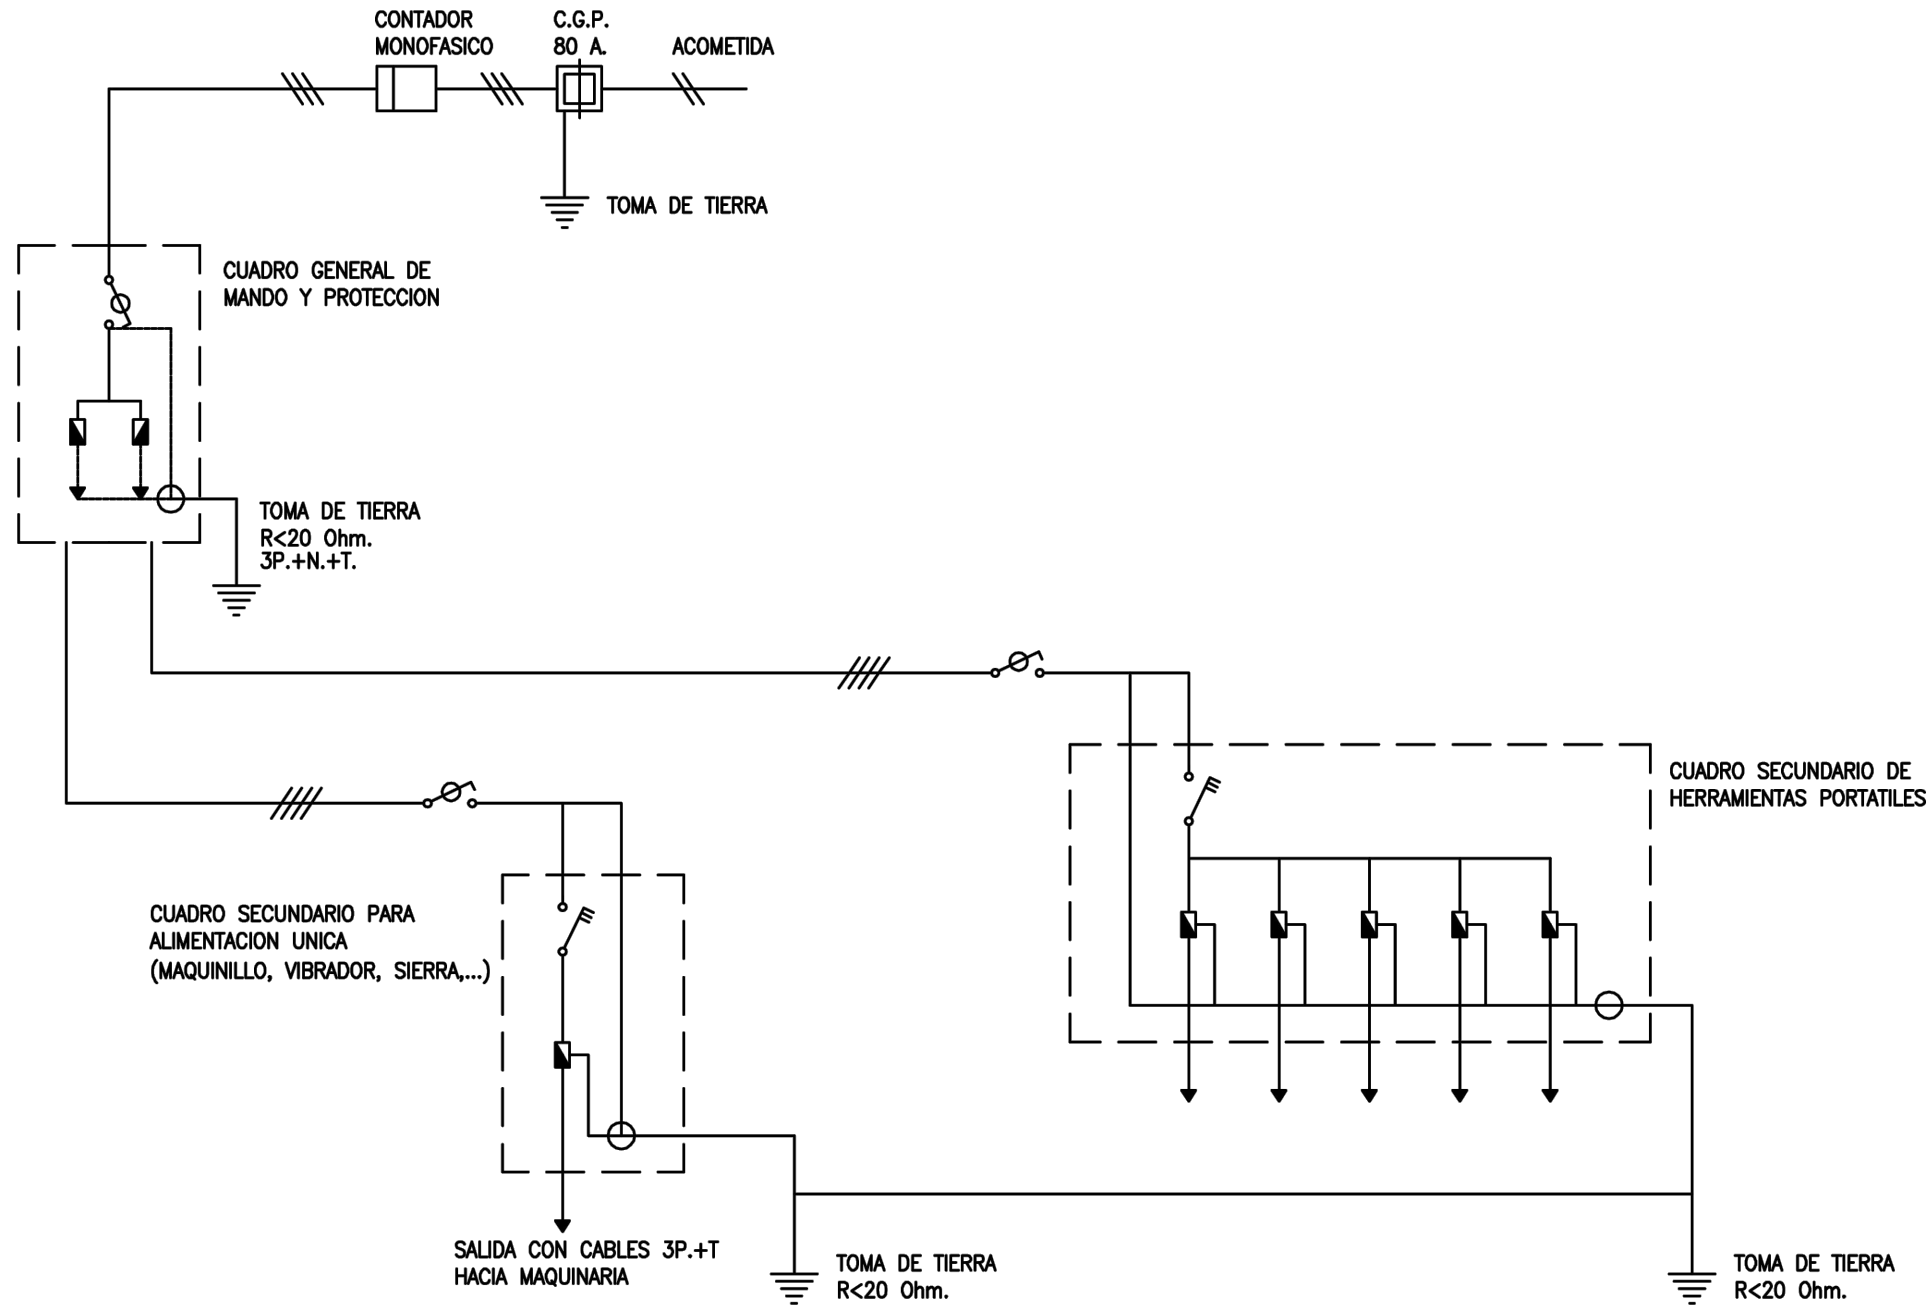 CONTADOR
MONOFASICO
C.G.P.
80 A.
ACOMETIDA
TOMA DE TIERRA
CUADRO GENERAL DE
MANDO Y PROTECCION
TOMA DE TIERRA
R<20 Ohm.
3P.+N.+T.
CUADRO SECUNDARIO DE
HERRAMIENTAS PORTATILES
CUADRO SECUNDARIO PARA
ALIMENTACION UNICA
(MAQUINILLO, VIBRADOR, SIERRA,...)
SALIDA CON CABLES 3P.+T
HACIA MAQUINARIA
TOMA DE TIERRA
R<20 Ohm.
TOMA DE TIERRA
R<20 Ohm.